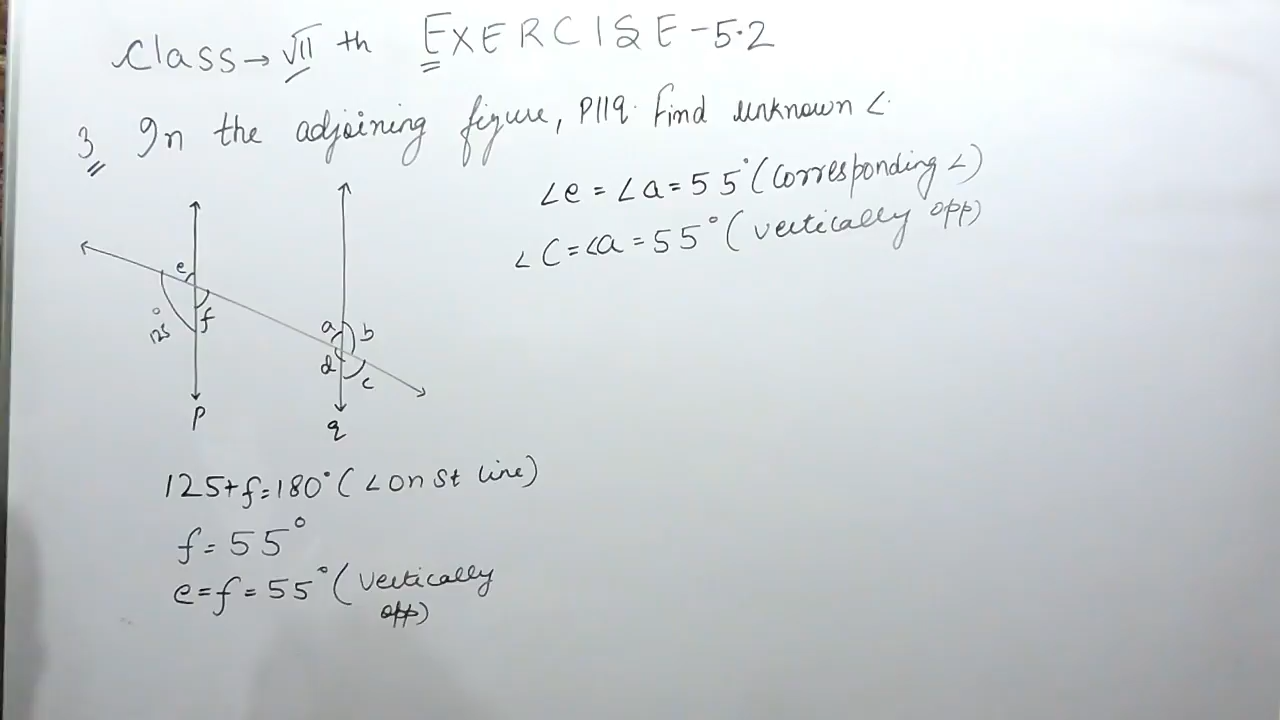 Class → VII th EXERCISE - 5.2
3 In the adjoining figure, P||q. Find unknown ∠.
∠e = ∠a = 55° (Corresponding ∠)
∠C = ∠a = 55° (vertically opp)
e
f
125°
a b
d c
P
q
125+f=180° (∠ on st line)
f = 55°
e=f=55° (vertically
opp)